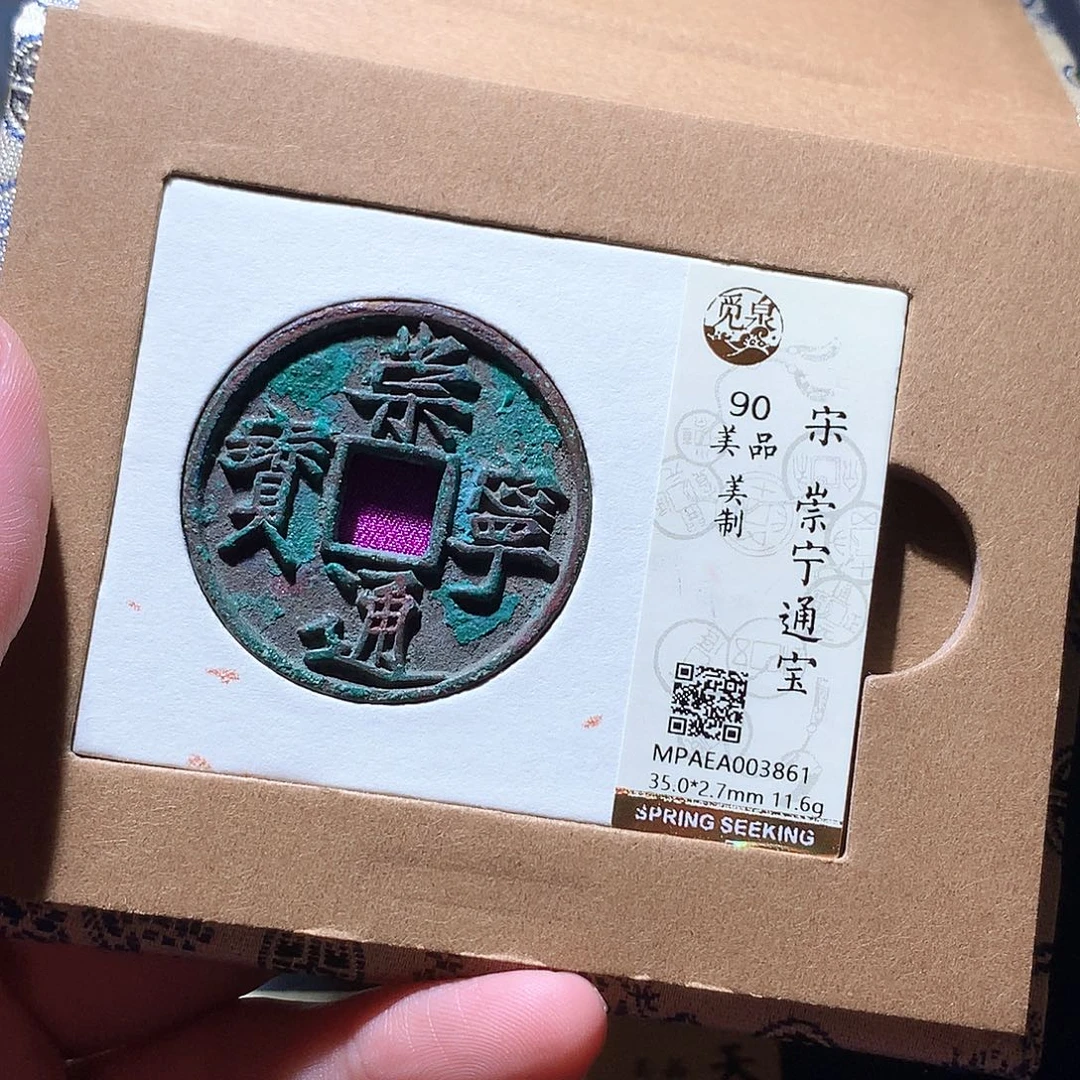 崇
寧
通
寶
觅泉
90
美品
美制
宋 崇宁通宝
MPAEA003861
35.0*2.7mm 11.6g
SPRING SEEKING